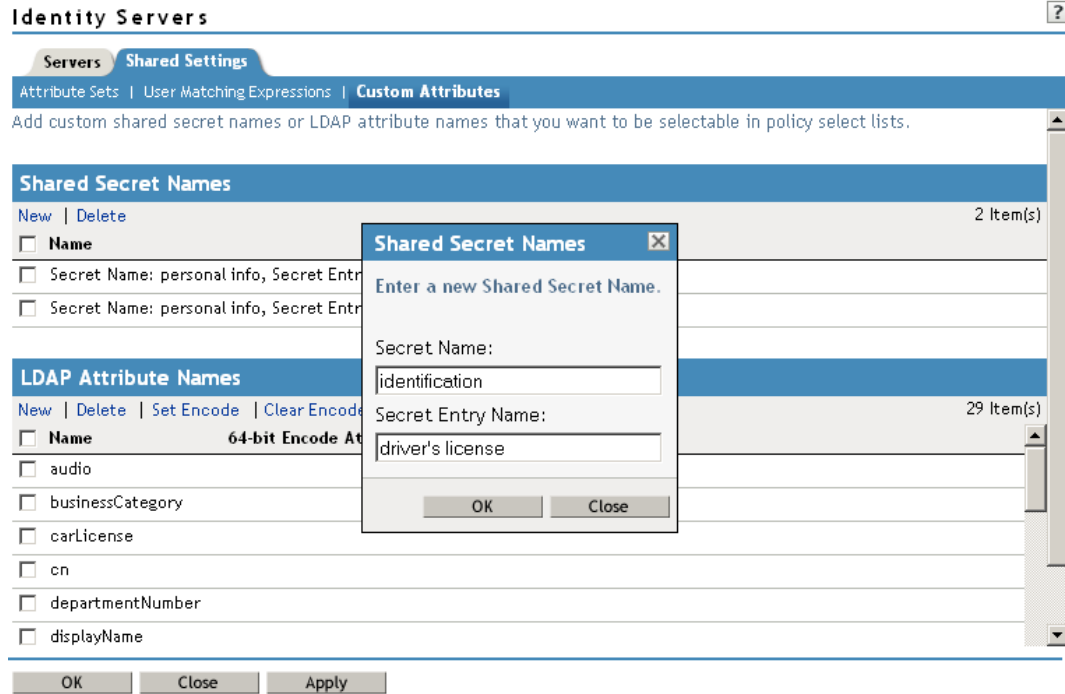 Identity Servers
?
Servers Shared Settings
Attribute Sets | User Matching Expressions | Custom Attributes
Add custom shared secret names or LDAP attribute names that you want to be selectable in policy select lists.
Shared Secret Names
New | Delete 2 Item(s)
Name
Secret Name: personal info, Secret Entr
Secret Name: personal info, Secret Entr
LDAP Attribute Names
New | Delete | Set Encode | Clear Encode 29 Item(s)
Name 64-bit Encode At
audio
businessCategory
carLicense
cn
departmentNumber
displayName
OK Close Apply
Shared Secret Names
Enter a new Shared Secret Name.
Secret Name:
identification
Secret Entry Name:
driver's license
OK Close